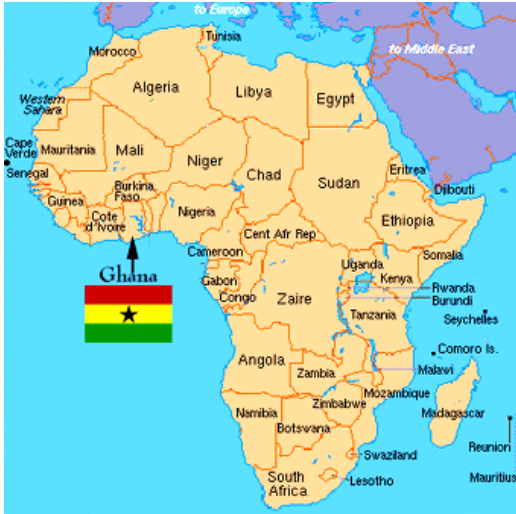 to Europe
to Middle East
Tunisia
Morocco
Algeria
Libya
Egypt
Western
Sahara
Cape
Verde
Mauritania
Mali
Niger
Chad
Sudan
Eritrea
Senegal
Djibouti
Guinea
Burkina
Faso
Cote
d'Ivoire
Nigeria
Ethiopia
Cent Afr Rep
Cameroon
Somalia
Ghana
Uganda
Kenya
Gabon
Congo
Zaire
Rwanda
Burundi
Tanzania
Seychelles
Comoro Is.
Angola
Zambia
Malawi
Mozambique
Zimbabwe
Namibia
Botswana
Madagascar
Reunion
Mauritius
Swaziland
South
Africa
Lesotho